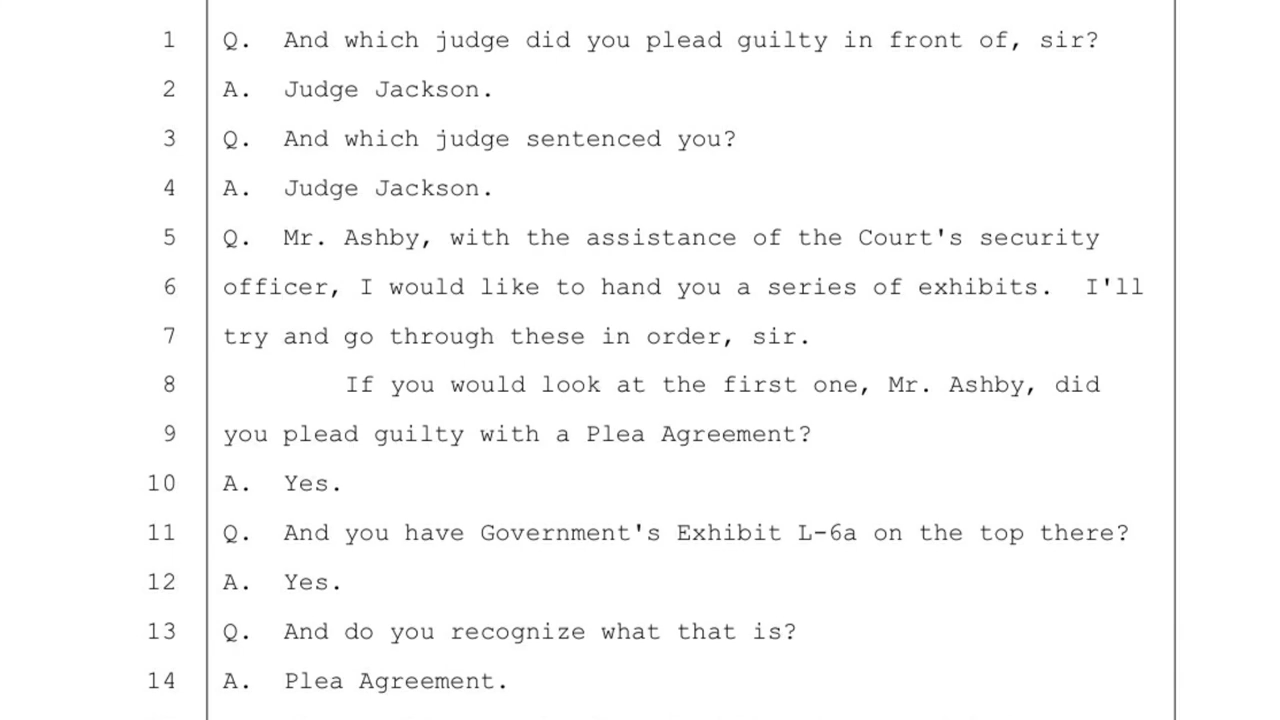 1 Q. And which judge did you plead guilty in front of, sir?
2 A. Judge Jackson.
3 Q. And which judge sentenced you?
4 A. Judge Jackson.
5 Q. Mr. Ashby, with the assistance of the Court's security
6 officer, I would like to hand you a series of exhibits. I'll
7 try and go through these in order, sir.
8 If you would look at the first one, Mr. Ashby, did
9 you plead guilty with a Plea Agreement?
10 A. Yes.
11 Q. And you have Government's Exhibit L-6a on the top there?
12 A. Yes.
13 Q. And do you recognize what that is?
14 A. Plea Agreement.